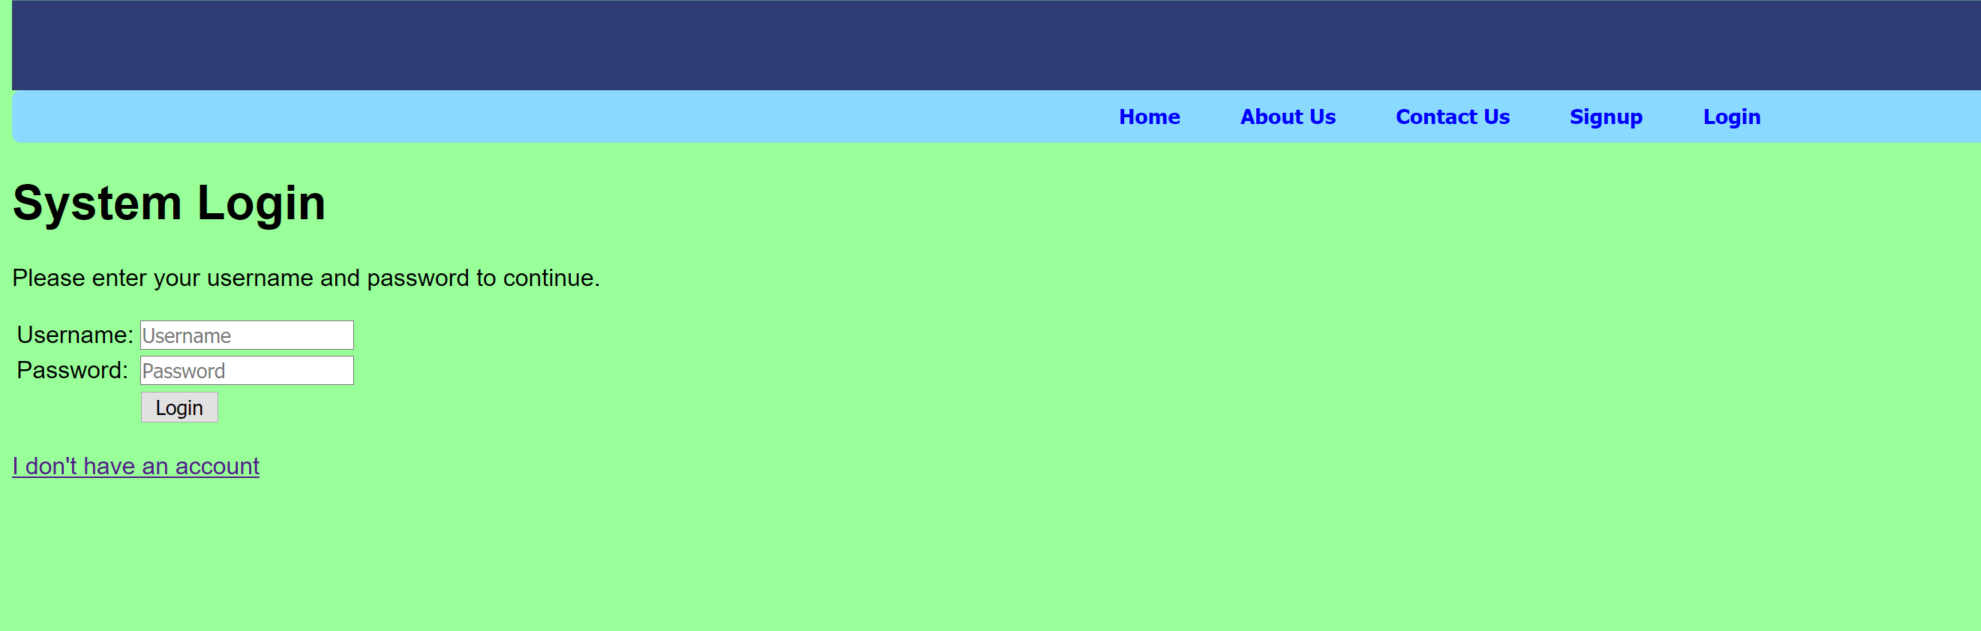 Home About Us Contact Us Signup Login
System Login
Please enter your username and password to continue.
Username: Username
Password: Password
Login
I don't have an account